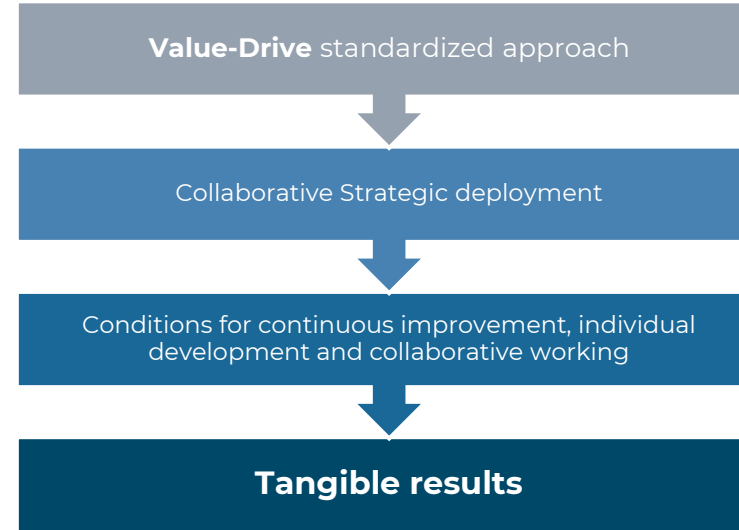 Value-Drive standardized approach
Collaborative Strategic deployment
Conditions for continuous improvement, individual
development and collaborative working
Tangible results